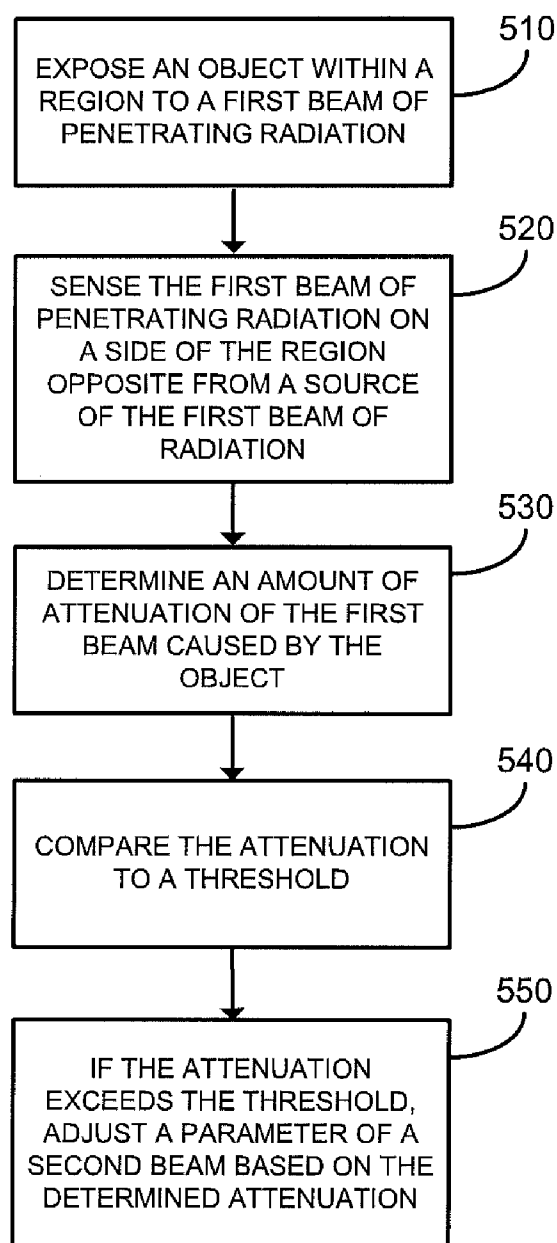 510
EXPOSE AN OBJECT WITHIN A
REGION TO A FIRST BEAM OF
PENETRATING RADIATION
520
SENSE THE FIRST BEAM OF
PENETRATING RADIATION ON
A SIDE OF THE REGION
OPPOSITE FROM A SOURCE
OF THE FIRST BEAM OF
RADIATION
530
DETERMINE AN AMOUNT OF
ATTENUATION OF THE FIRST
BEAM CAUSED BY THE
OBJECT
540
COMPARE THE ATTENUATION
TO A THRESHOLD
550
IF THE ATTENUATION
EXCEEDS THE THRESHOLD,
ADJUST A PARAMETER OF A
SECOND BEAM BASED ON THE
DETERMINED ATTENUATION